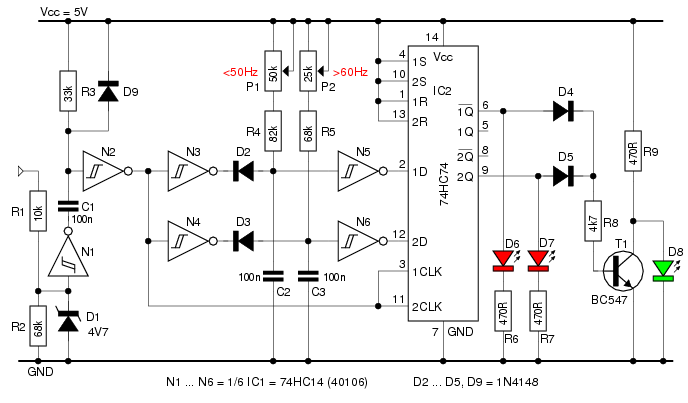 Vcc = 5V
14
Vcc
IC2
74HC74
GND
7
4 1S
10 2S
1 1R
13 2R
2 1D
12 2D
3 1CLK
11 2CLK
1Q 6
1Q 5
2Q 8
2Q 9
33k R3
D9
<50Hz
50k
P1
25k
P2
>60Hz
R4 82k
68k R5
N2
N3
D2
N5
N4
D3
N6
C1
100n
R1 10k
N1
R2 68k
D1
4V7
100n
C2
100n
C3
D4
D5
R9
470R
4k7
R8
T1
BC547
D6
D7
D8
470R
R6
470R
R7
GND
N1 ... N6 = 1/6 IC1 = 74HC14 (40106)
D2 ... D5, D9 = 1N4148